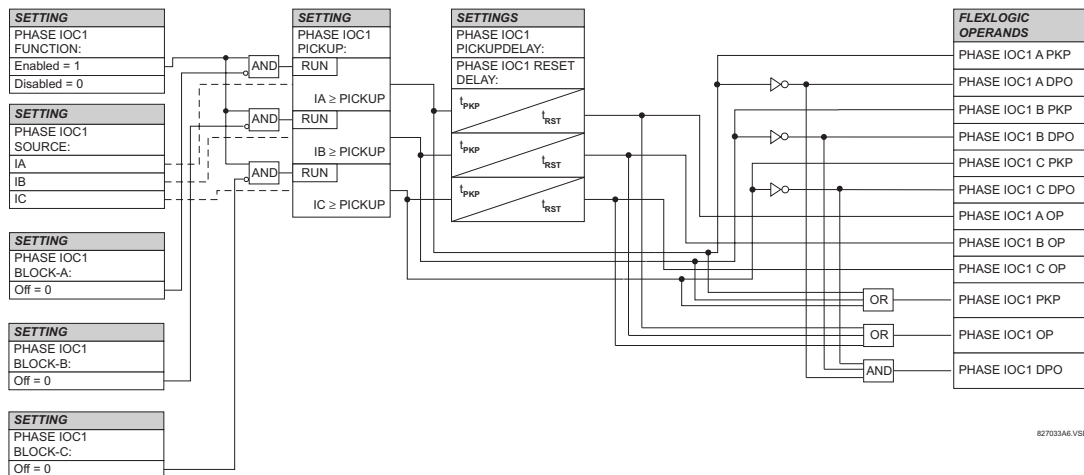 SETTING
PHASE IOC1
FUNCTION:
Enabled = 1
Disabled = 0
SETTING
PHASE IOC1
SOURCE:
IA
IB
IC
SETTING
PHASE IOC1
BLOCK-A:
Off = 0
SETTING
PHASE IOC1
BLOCK-B:
Off = 0
SETTING
PHASE IOC1
BLOCK-C:
Off = 0
AND
AND
AND
SETTING
PHASE IOC1
PICKUP:
RUN
IA ≥ PICKUP
RUN
IB ≥ PICKUP
RUN
IC ≥ PICKUP
SETTINGS
PHASE IOC1
PICKUPDELAY:
PHASE IOC1 RESET
DELAY:
tPKP
tRST
tPKP
tRST
tPKP
tRST
OR
OR
AND
FLEXLOGIC
OPERANDS
PHASE IOC1 A PKP
PHASE IOC1 A DPO
PHASE IOC1 B PKP
PHASE IOC1 B DPO
PHASE IOC1 C PKP
PHASE IOC1 C DPO
PHASE IOC1 A OP
PHASE IOC1 B OP
PHASE IOC1 C OP
PHASE IOC1 PKP
PHASE IOC1 OP
PHASE IOC1 DPO